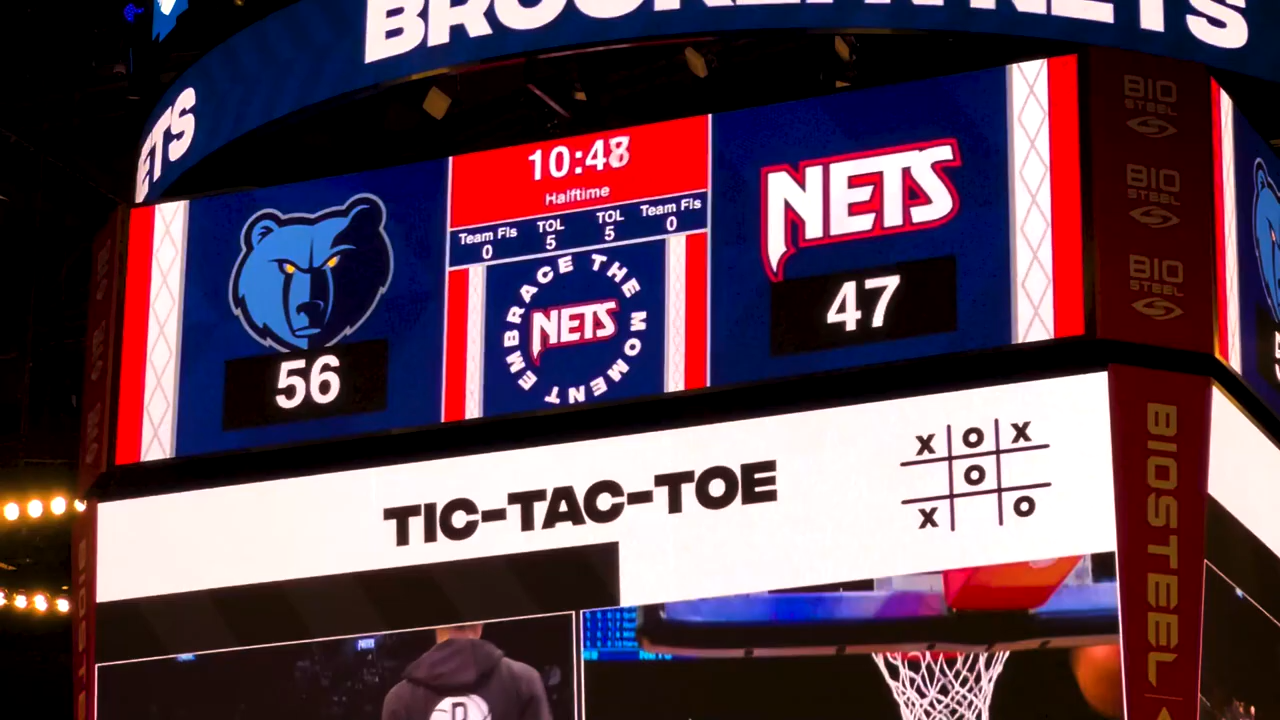 BROOKLYN NETS
ETS
10:48
Halftime
Team Fls TOL TOL Team Fls
0 5 5 0
NETS
EMBRACE THE MOMENT
NETS
56
47
BIO
STEEL
BIO
STEEL
BIO
STEEL
TIC-TAC-TOE
X O X
O
X O
BIOSTEEL